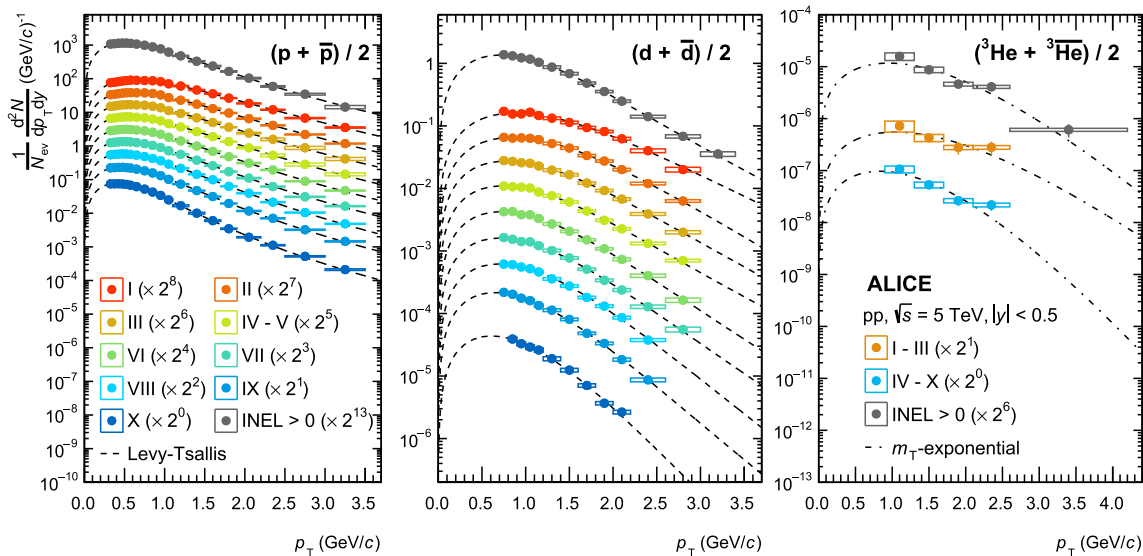 1/N_ev d²N/dp_T dy (GeV/c)⁻¹
10³
10²
10
1
10⁻¹
10⁻²
10⁻³
10⁻⁴
10⁻⁵
10⁻⁶
10⁻⁷
10⁻⁸
10⁻⁹
10⁻¹⁰
(p + p̅) / 2
I (× 2⁸)
II (× 2⁷)
III (× 2⁶)
IV - V (× 2⁵)
VI (× 2⁴)
VII (× 2³)
VIII (× 2²)
IX (× 2¹)
X (× 2⁰)
INEL > 0 (× 2¹³)
Levy-Tsallis
0.0 0.5 1.0 1.5 2.0 2.5 3.0 3.5
p_T (GeV/c)
1
10⁻¹
10⁻²
10⁻³
10⁻⁴
10⁻⁵
10⁻⁶
(d + d̅) / 2
0.0 0.5 1.0 1.5 2.0 2.5 3.0 3.5
p_T (GeV/c)
10⁻⁴
10⁻⁵
10⁻⁶
10⁻⁷
10⁻⁸
10⁻⁹
10⁻¹⁰
10⁻¹¹
10⁻¹²
10⁻¹³
(³He + ³H̅e̅) / 2
ALICE
pp, √s = 5 TeV, |y| < 0.5
I - III (× 2¹)
IV - X (× 2⁰)
INEL > 0 (× 2⁶)
m_T-exponential
0.0 1.0 2.0 3.0 4.0
p_T (GeV/c)